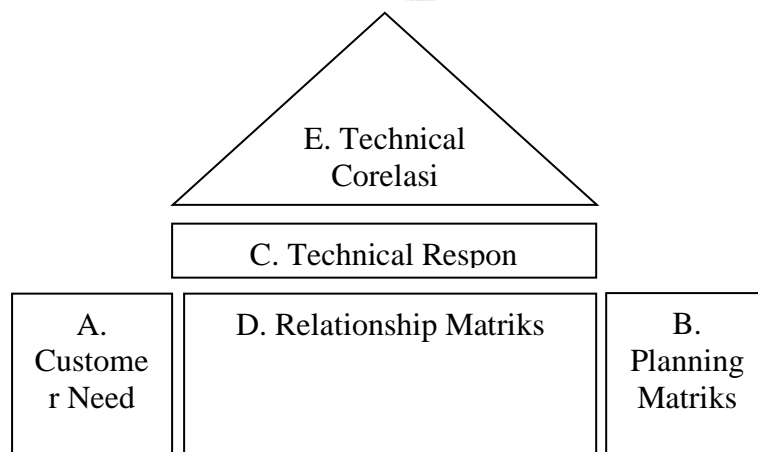 E. Technical
Corelasi
C. Technical Respon
A.
Custome
r Need
D. Relationship Matriks
B.
Planning
Matriks